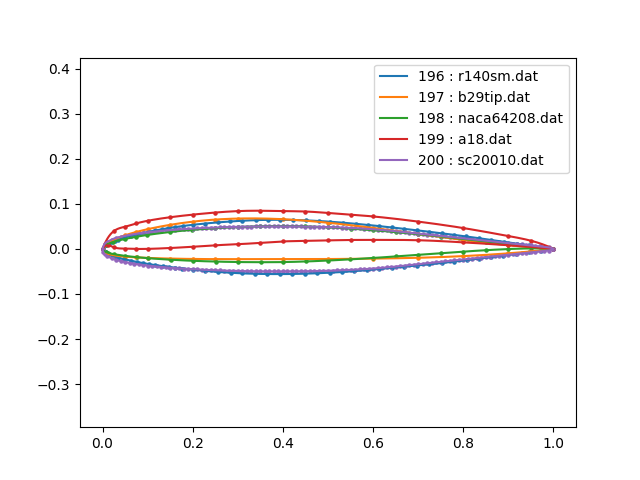 196 : r140sm.dat
197 : b29tip.dat
198 : naca64208.dat
199 : a18.dat
200 : sc20010.dat
0.4
0.3
0.2
0.1
0.0
−0.1
−0.2
−0.3
0.0 0.2 0.4 0.6 0.8 1.0